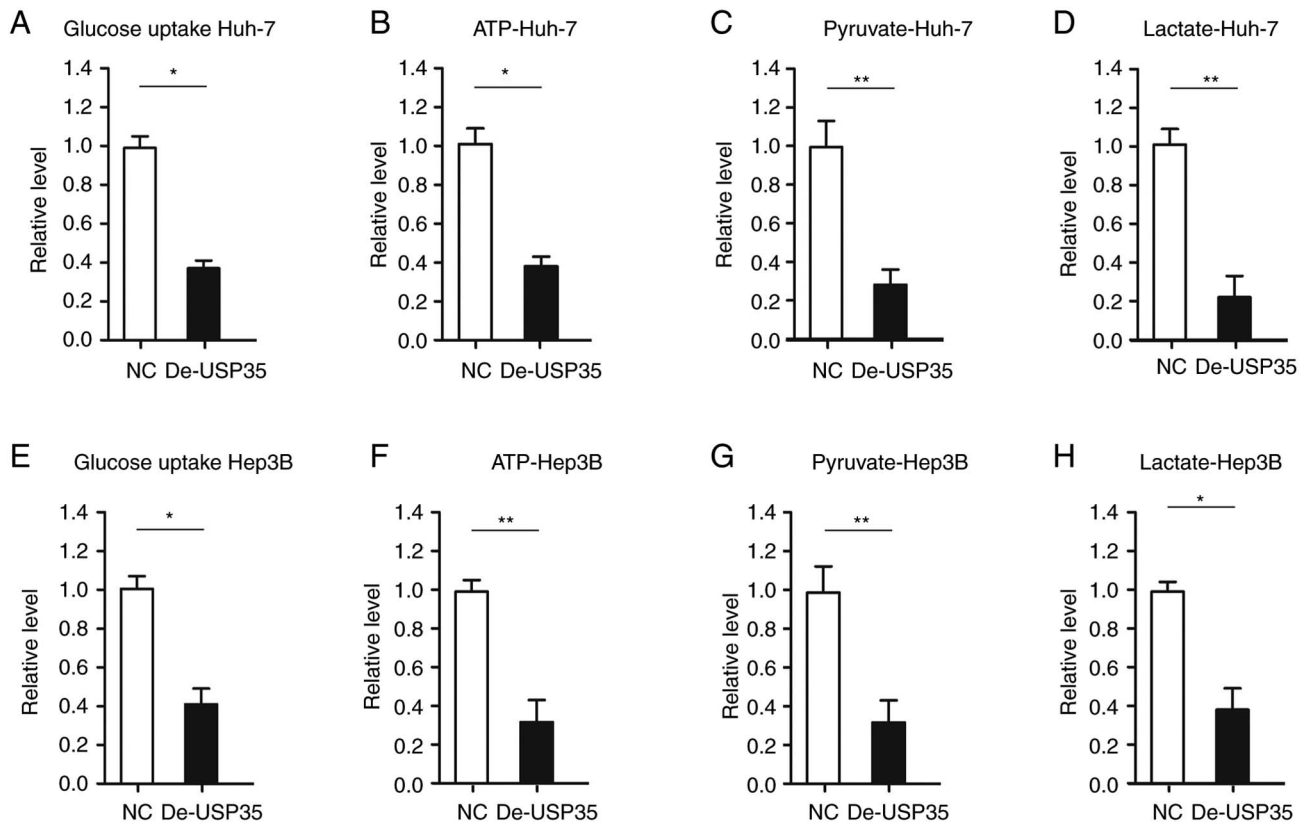 A
Glucose uptake Huh-7
1.4
1.2
1.0
0.8
0.6
0.4
0.2
0.0
Relative level
*
NC De-USP35
B
ATP-Huh-7
1.4
1.2
1.0
0.8
0.6
0.4
0.2
0.0
Relative level
*
NC De-USP35
C
Pyruvate-Huh-7
1.4
1.2
1.0
0.8
0.6
0.4
0.2
0.0
Relative level
**
NC De-USP35
D
Lactate-Huh-7
1.4
1.2
1.0
0.8
0.6
0.4
0.2
0.0
Relative level
**
NC De-USP35
E
Glucose uptake Hep3B
1.4
1.2
1.0
0.8
0.6
0.4
0.2
0.0
Relative level
*
NC De-USP35
F
ATP-Hep3B
1.4
1.2
1.0
0.8
0.6
0.4
0.2
0.0
Relative level
**
NC De-USP35
G
Pyruvate-Hep3B
1.4
1.2
1.0
0.8
0.6
0.4
0.2
0.0
Relative level
**
NC De-USP35
H
Lactate-Hep3B
1.4
1.2
1.0
0.8
0.6
0.4
0.2
0.0
Relative level
*
NC De-USP35